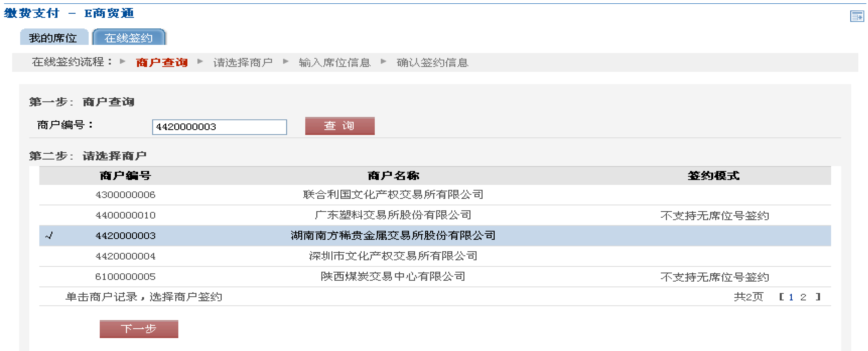 缴费支付 - E商贸通
我的席位 在线签约
在线签约流程： 商户查询 请选择商户 输入席位信息 确认签约信息
第一步：商户查询
商户编号： 4420000003 查 询
第二步：请选择商户
商户编号 商户名称 签约模式
4300000006 联合利国文化产权交易所有限公司
4400000010 广东塑料交易所股份有限公司 不支持无席位号签约
√ 4420000003 湖南南方稀贵金属交易所股份有限公司
4420000004 深圳市文化产权交易所有限公司
6100000005 陕西煤炭交易中心有限公司 不支持无席位号签约
单击商户记录，选择商户签约 共2页 【 1 2 】
下一步